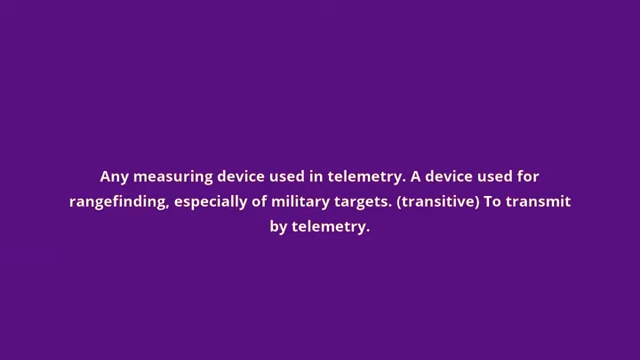 Any measuring device used in telemetry. A device used for
rangefinding, especially of military targets. (transitive) To transmit
by telemetry.